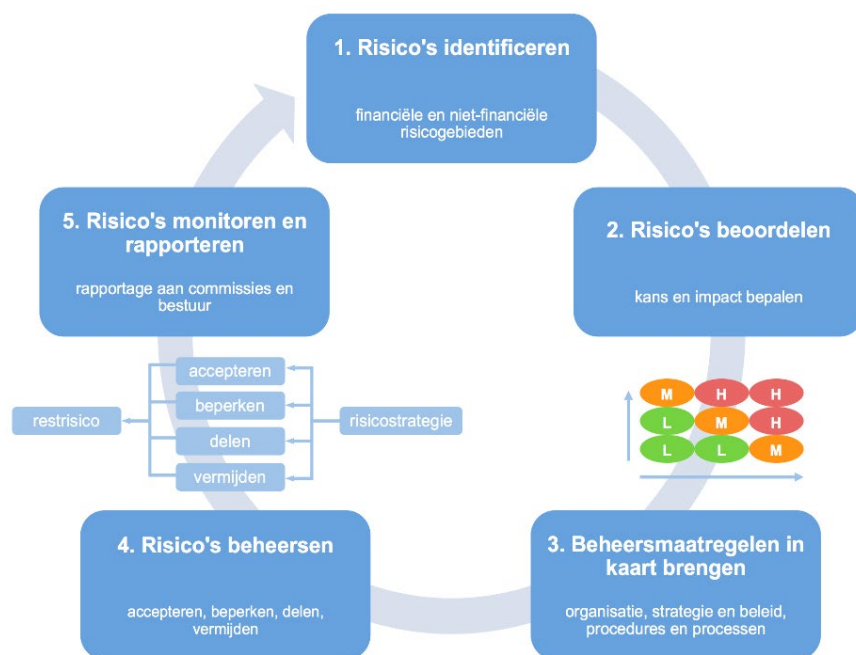 1. Risico's identificeren
financiële en niet-financiële
risicogebieden
2. Risico's beoordelen
kans en impact bepalen
M H H
L M H
L L M
3. Beheersmaatregelen in
kaart brengen
organisatie, strategie en beleid,
procedures en processen
4. Risico's beheersen
accepteren, beperken, delen,
vermijden
risicostrategie
accepteren
beperken
delen
vermijden
restrisico
5. Risico's monitoren en
rapporteren
rapportage aan commissies en
bestuur